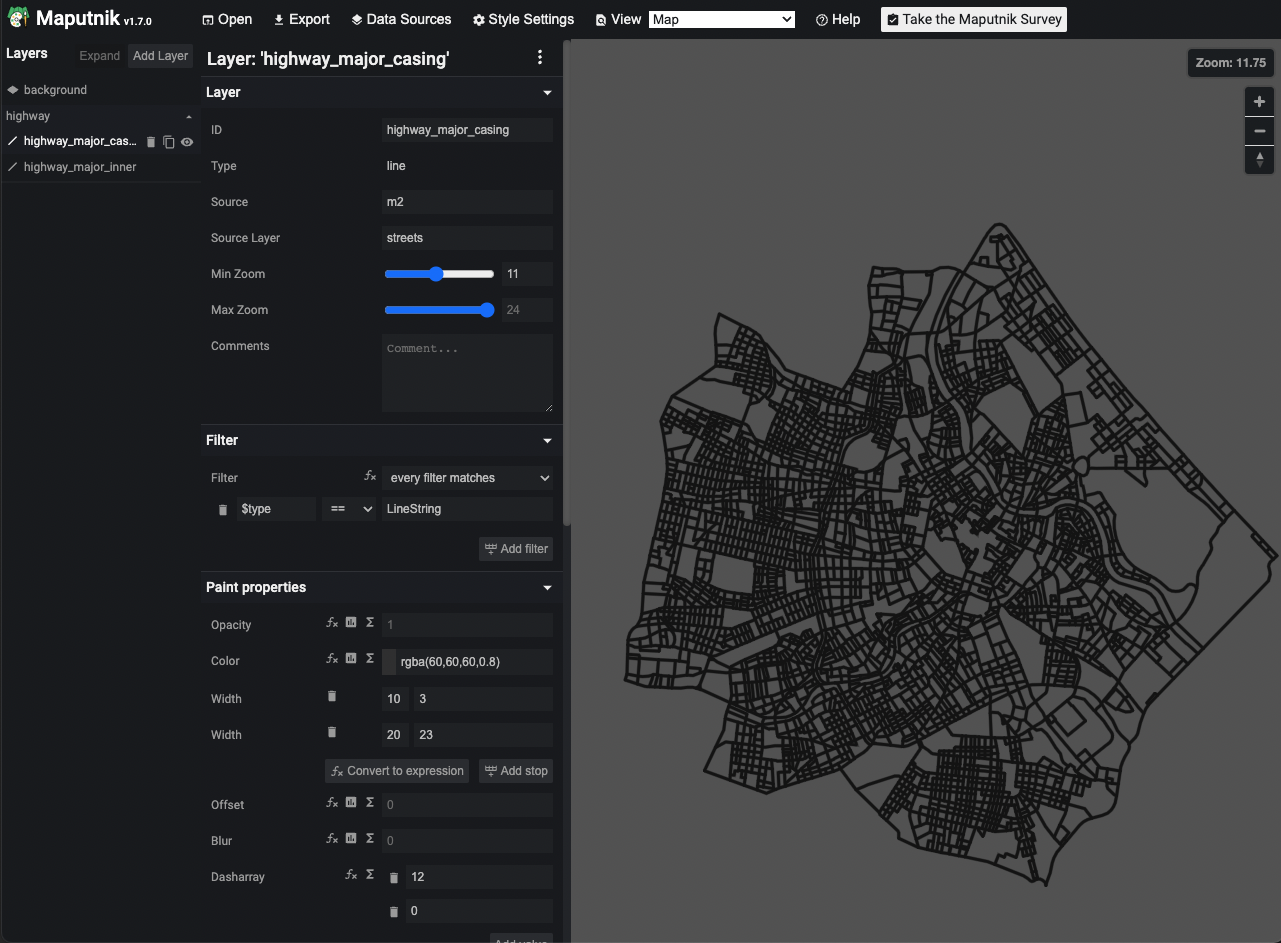 Maputnik v1.7.0 Open Export Data Sources Style Settings View Map Help Take the Maputnik Survey
Layers Expand Add Layer
background
highway
highway_major_cas...
highway_major_inner
Layer: 'highway_major_casing'
Layer
ID highway_major_casing
Type line
Source m2
Source Layer streets
Min Zoom 11
Max Zoom 24
Comments Comment...
Filter
Filter every filter matches
$type == LineString
Add filter
Paint properties
Opacity 1
Color rgba(60,60,60,0.8)
Width 10 3
Width 20 23
Convert to expression Add stop
Offset 0
Blur 0
Dasharray 12
0
Add value
Zoom: 11.75